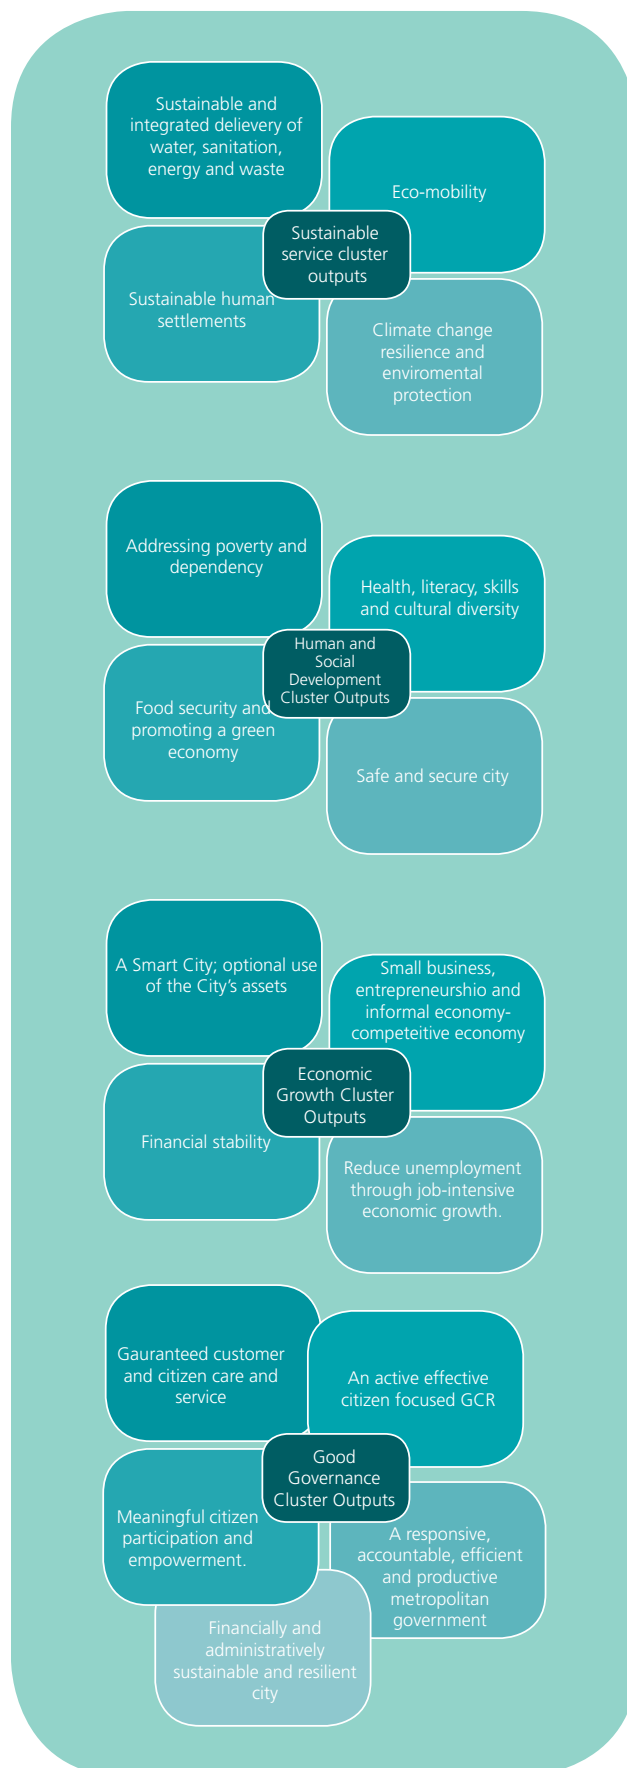 Sustainable and
integrated delievery of
water, sanitation,
energy and waste
Eco-mobility
Sustainable
service cluster
outputs
Sustainable human
settlements
Climate change
resilience and
enviromental
protection
Addressing poverty and
dependency
Health, literacy, skills
and cultural diversity
Human and
Social
Development
Cluster Outputs
Food security and
promoting a green
economy
Safe and secure city
A Smart City; optional use
of the City's assets
Small business,
entrepreneurshio and
informal economy-
competeitive economy
Economic
Growth Cluster
Outputs
Financial stability
Reduce unemployment
through job-intensive
economic growth.
Gauranteed customer
and citizen care and
service
An active effective
citizen focused GCR
Good
Governance
Cluster Outputs
Meaningful citizen
participation and
empowerment.
A responsive,
accountable, efficient
and productive
metropolitan
government
Financially and
administratively
sustainable and resilient
city